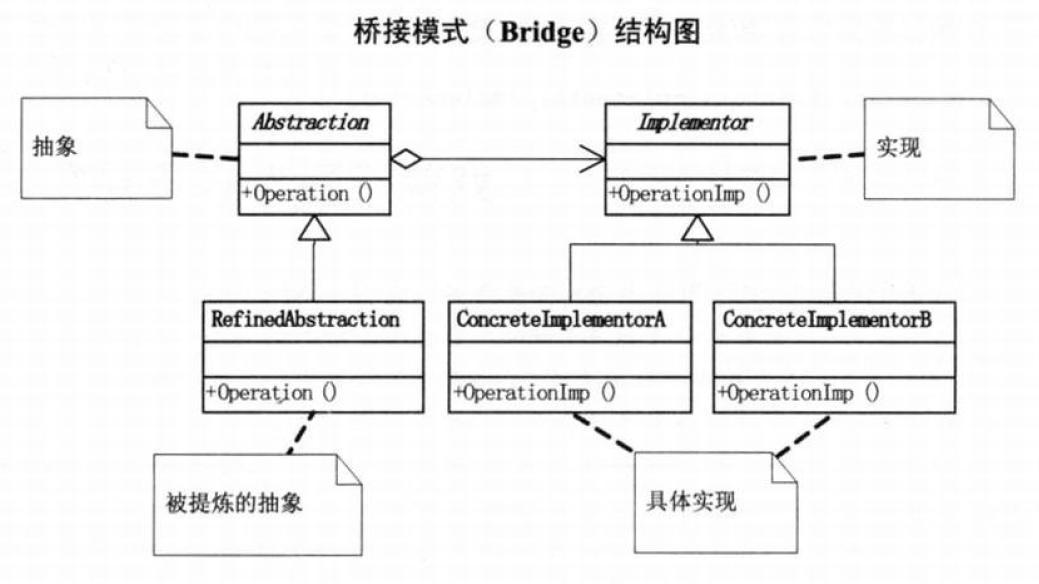 桥接模式（Bridge）结构图
抽象
Abstraction
+Operation ()
Implementor
+OperationImp ()
实现
RefinedAbstraction
+Operation ()
ConcreteImplementorA
+OperationImp ()
ConcreteImplementorB
+OperationImp ()
被提炼的抽象
具体实现